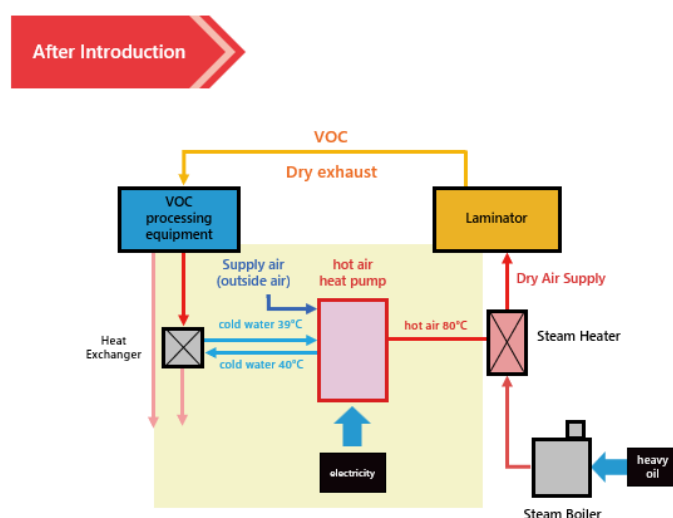 After Introduction
VOC
Dry exhaust
VOC
processing
equipment
Laminator
Supply air
(outside air)
hot air
heat pump
Dry Air Supply
cold water 39°C
hot air 80°C
Steam Heater
Heat
Exchanger
cold water 40°C
electricity
heavy
oil
Steam Boiler